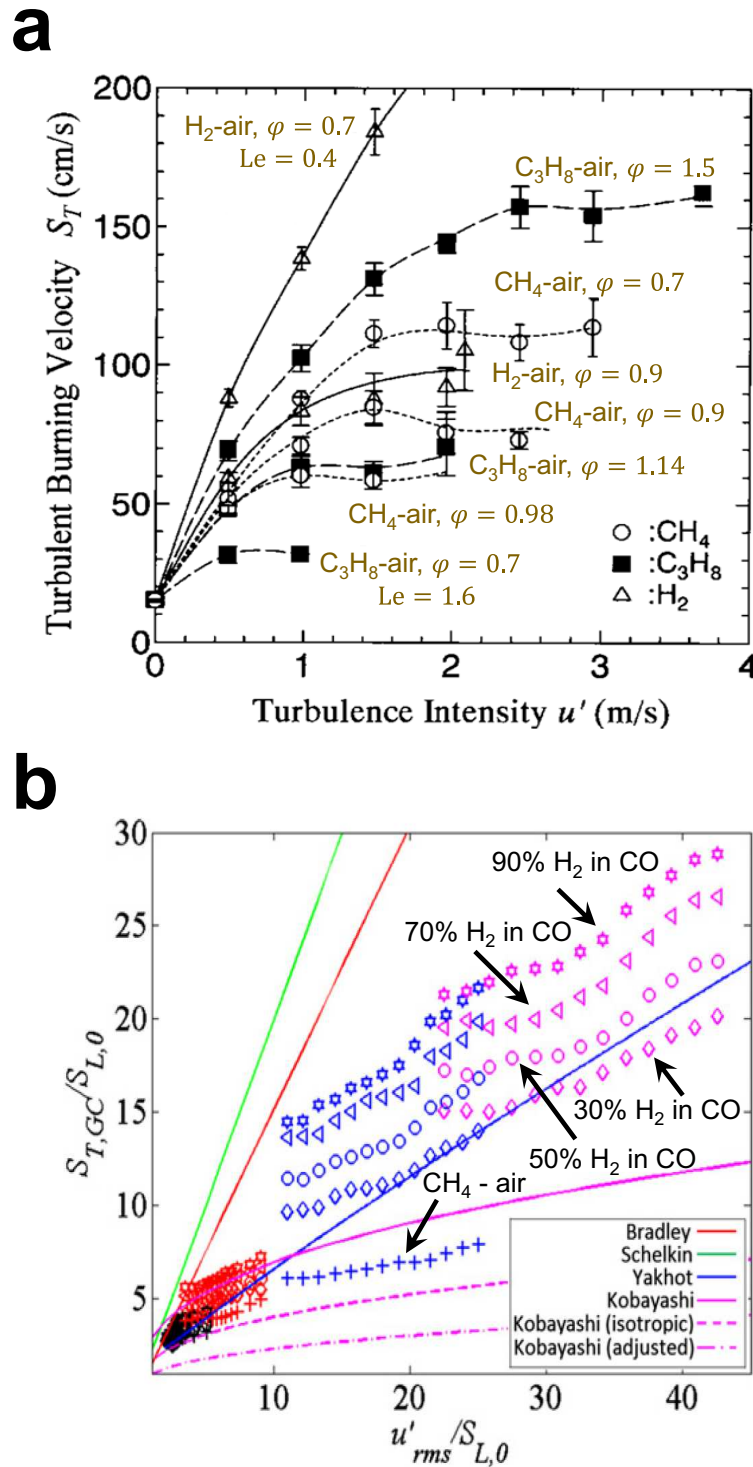 a
200
150
100
50
0
0
1
2
3
4
Turbulent Burning Velocity S_T (cm/s)
Turbulence Intensity u' (m/s)
H₂-air, φ = 0.7
Le = 0.4
C₃H₈-air, φ = 1.5
CH₄-air, φ = 0.7
H₂-air, φ = 0.9
CH₄-air, φ = 0.9
C₃H₈-air, φ = 1.14
CH₄-air, φ = 0.98
C₃H₈-air, φ = 0.7
Le = 1.6
:CH₄
:C₃H₈
:H₂
b
30
25
20
15
10
5
10
20
30
40
S_T,GC/S_L,0
u'_rms/S_L,0
90% H₂ in CO
70% H₂ in CO
30% H₂ in CO
50% H₂ in CO
CH₄ - air
Bradley
Schelkin
Yakhot
Kobayashi
Kobayashi (isotropic)
Kobayashi (adjusted)